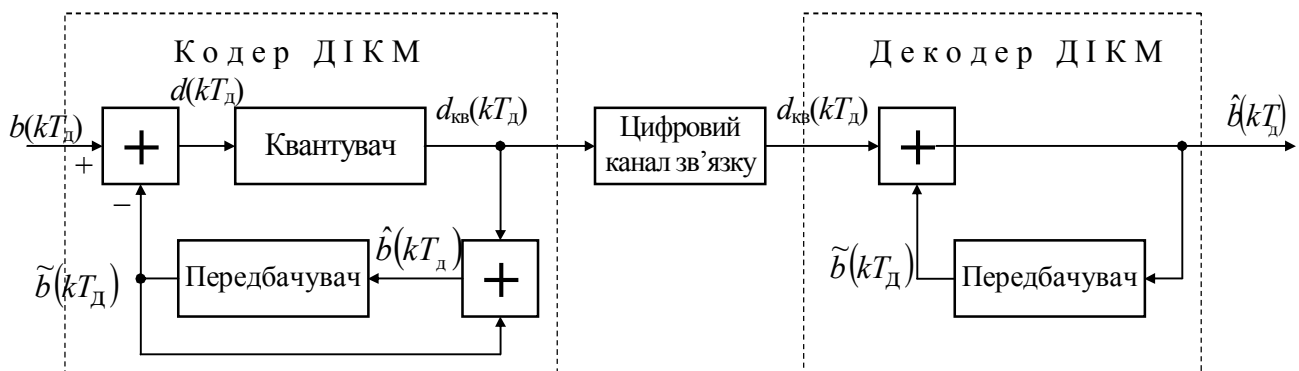 Кодер ДІКМ
Декодер ДІКМ
b(kTд)
+
+
−
d(kTд)
Квантувач
dкв(kTд)
Цифровий
канал зв’язку
dкв(kTд)
+
b̂(kTд)
b̃(kTД)
Передбачувач
b̂(kTд)
+
b̃(kTД)
Передбачувач